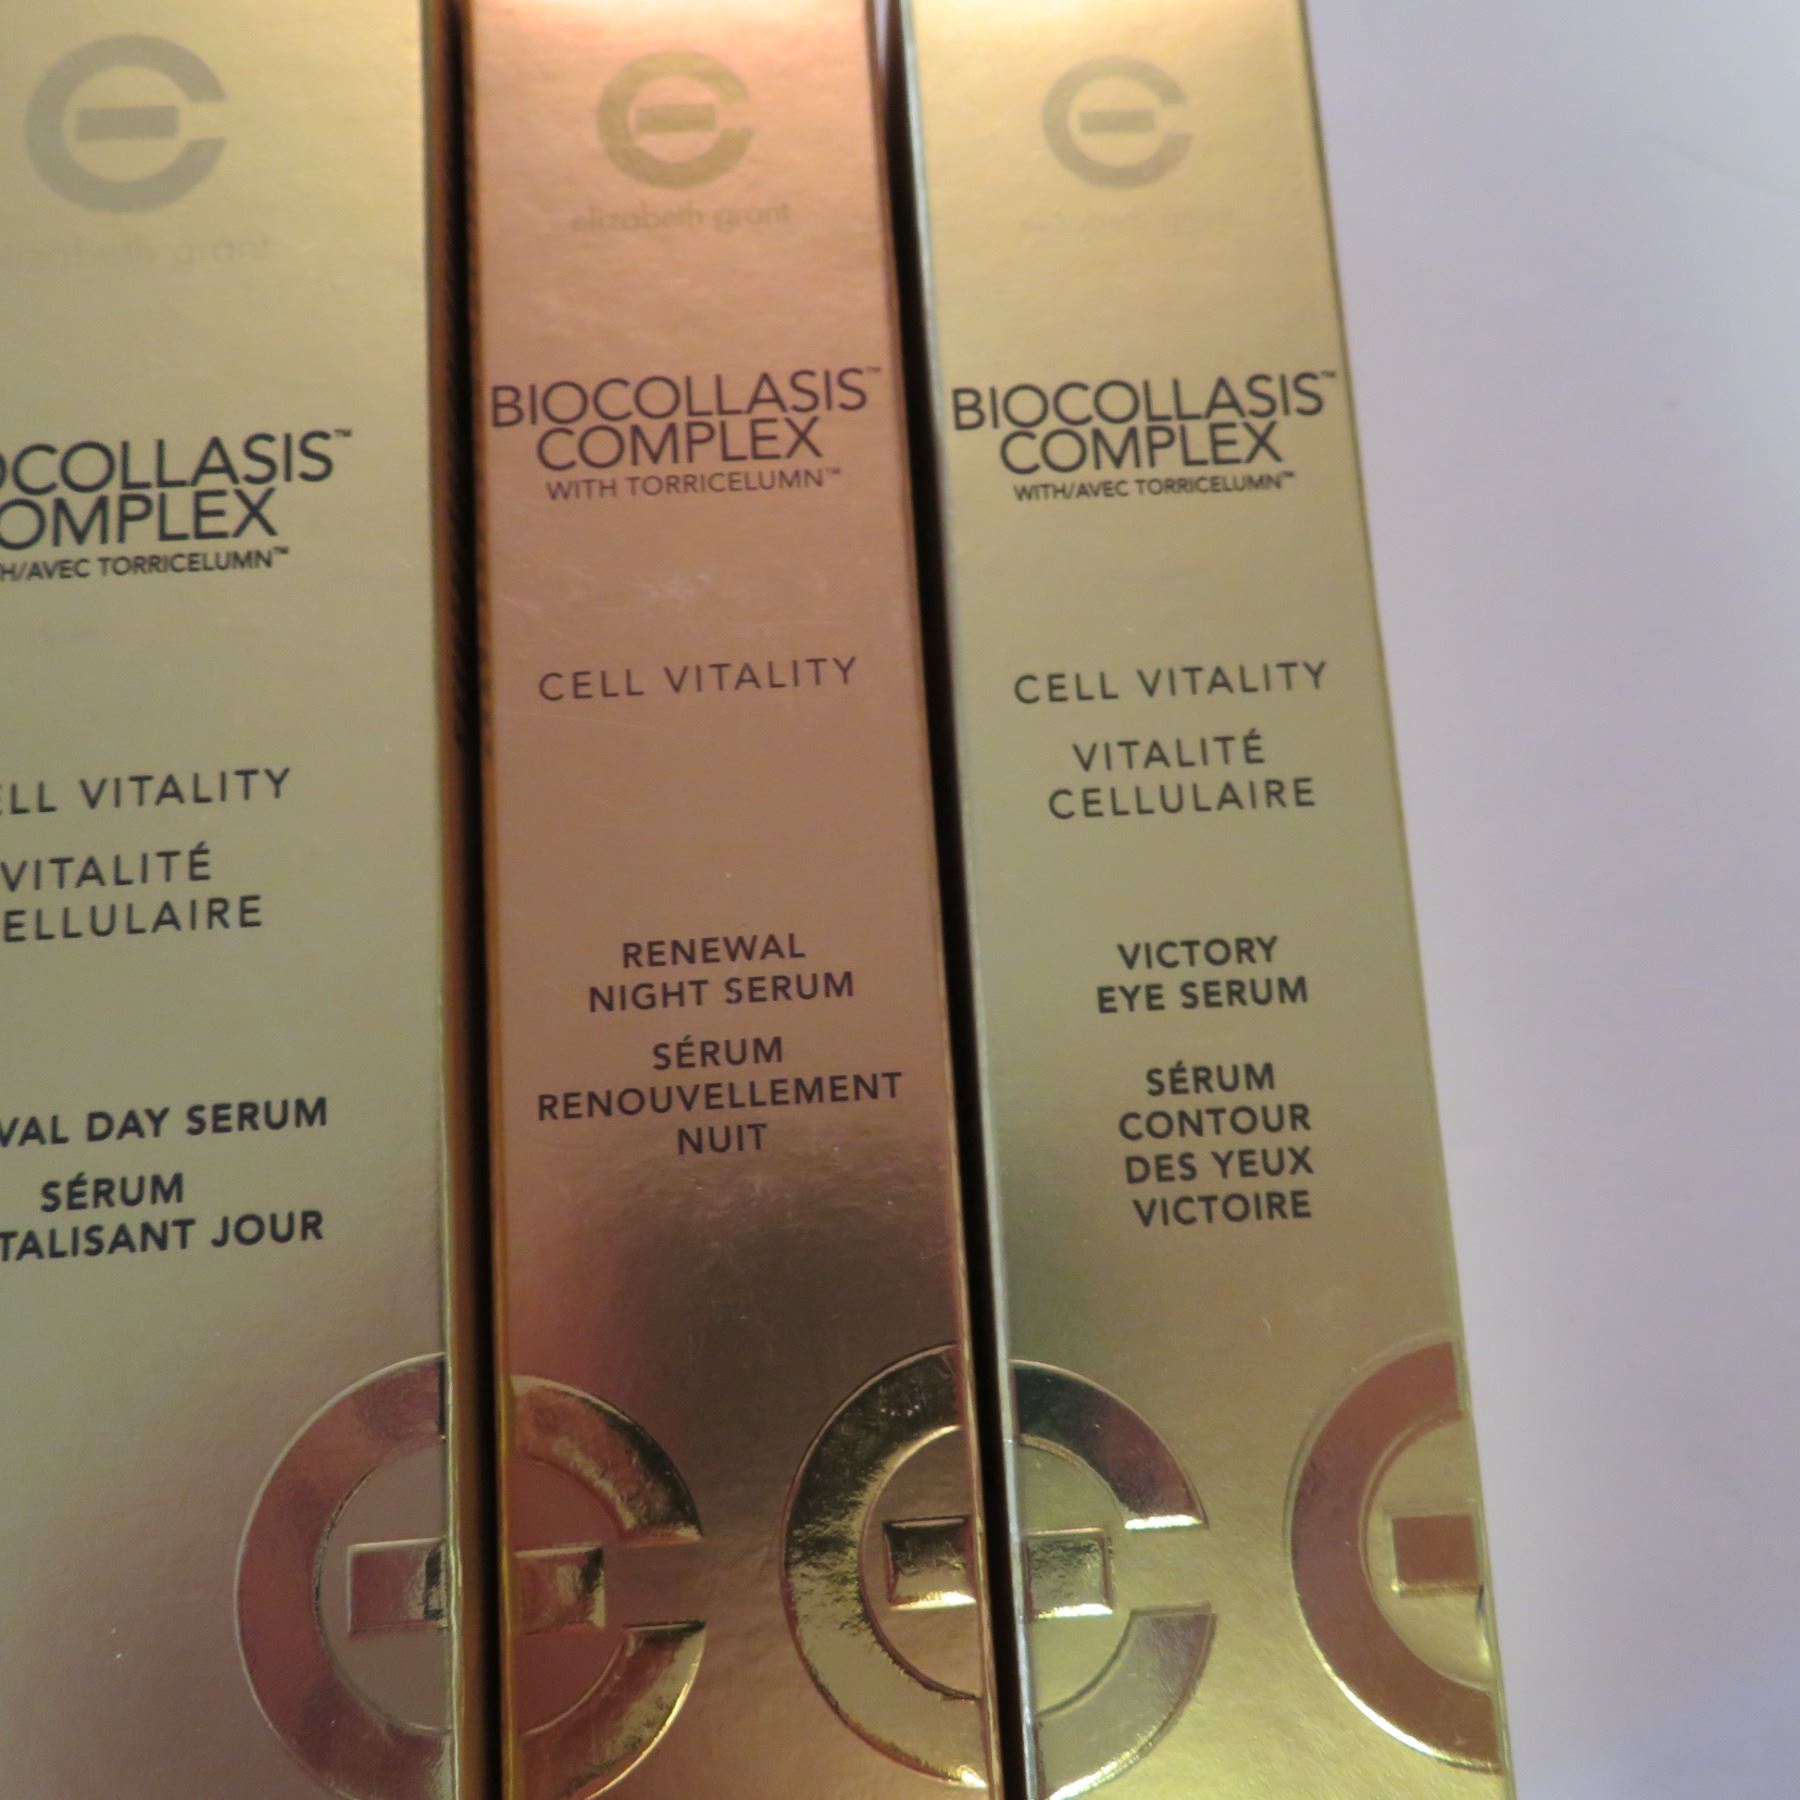 grant
OCOLLASIS™
OMPLEX
H/AVEC TORRICELUMN™
ELL VITALITY
VITALITÉ
ELLULAIRE
VAL DAY SERUM
SÉRUM
TALISANT JOUR
elizabeth grant
BIOCOLLASIS™
COMPLEX
WITH TORRICELUMN™
CELL VITALITY
RENEWAL
NIGHT SERUM
SÉRUM
RENOUVELLEMENT
NUIT
BIOCOLLASIS™
COMPLEX
WITH/AVEC TORRICELUMN™
CELL VITALITY
VITALITÉ
CELLULAIRE
VICTORY
EYE SERUM
SÉRUM
CONTOUR
DES YEUX
VICTOIRE